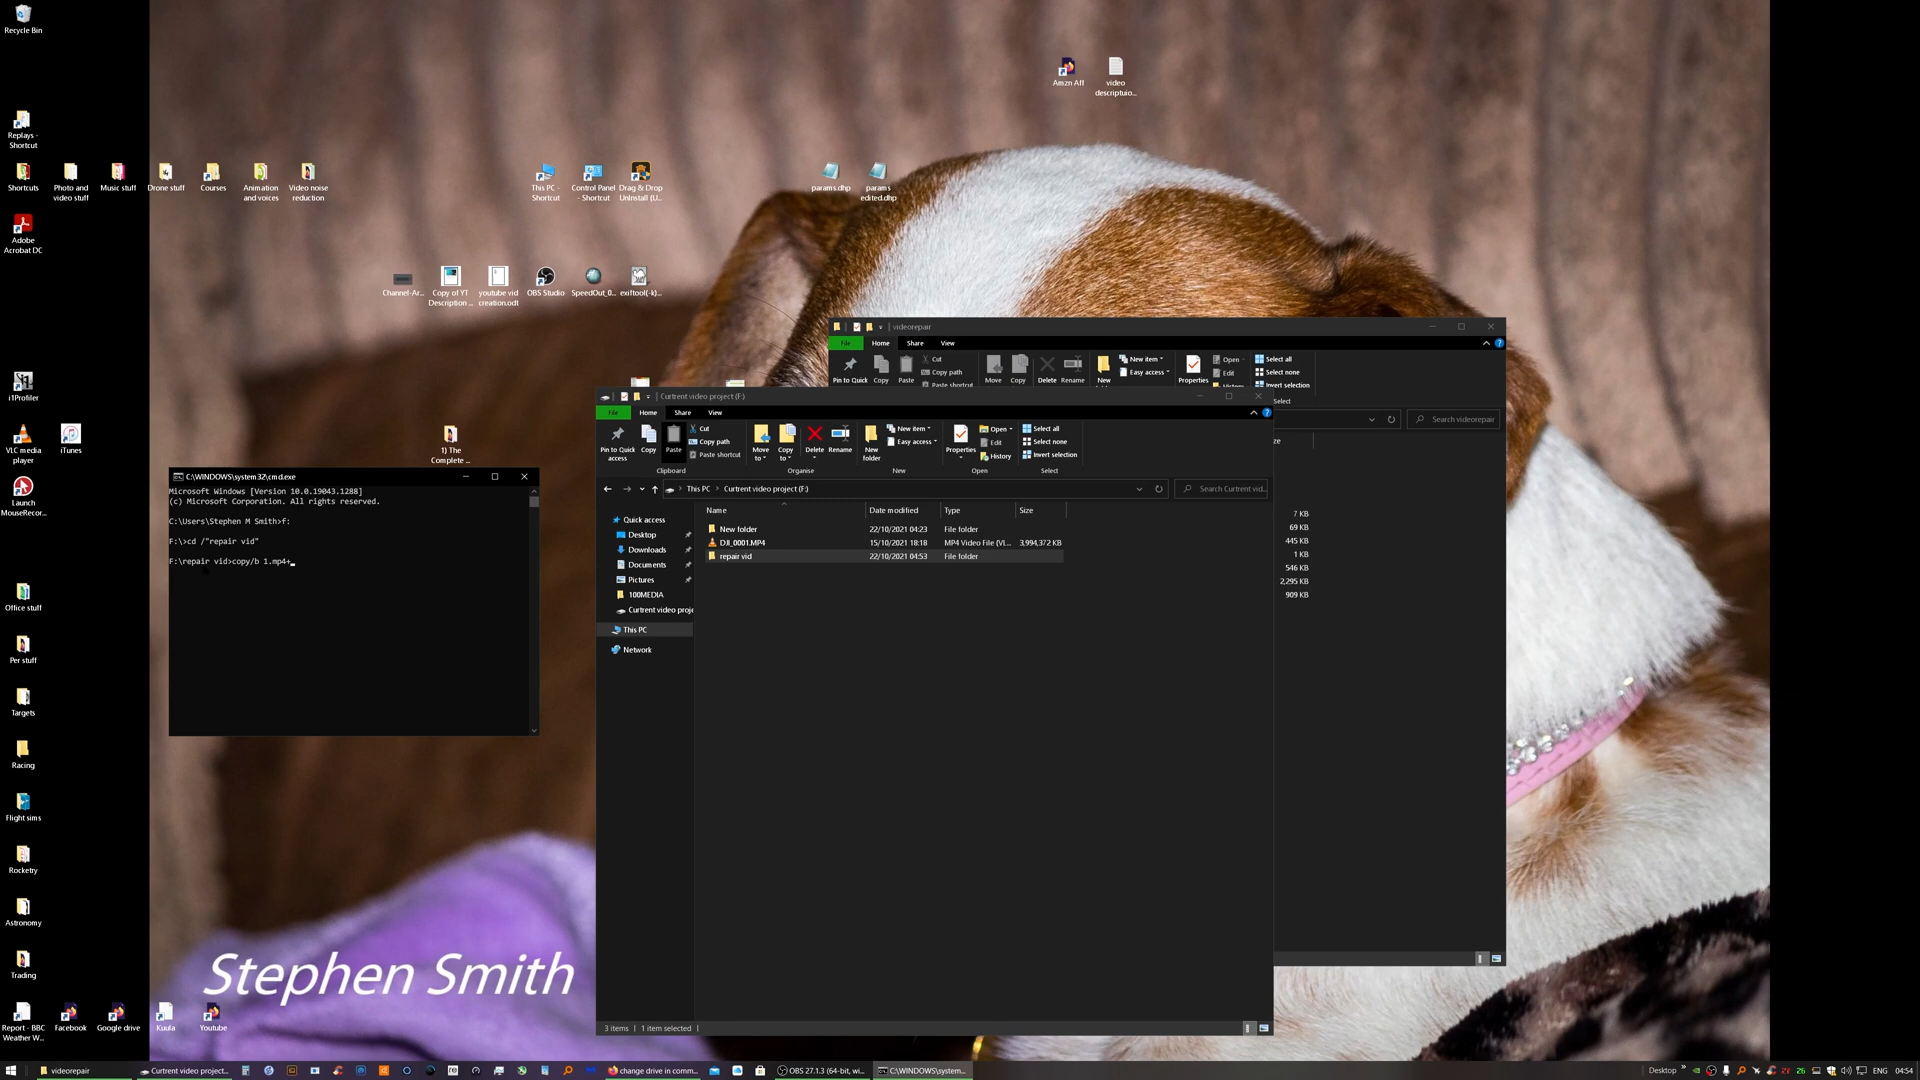 Recycle Bin
Amzn Aff
video
descriptuio...
Replays -
Shortcut
Shortcuts
Photo and
video stuff
Music stuff
Drone stuff
Courses
Animation
and voices
Video noise
reduction
This PC -
Shortcut
Control Panel
- Shortcut
Drag & Drop
UnInstall (U...
params.dhp
params
edited.dhp
Adobe
Acrobat DC
Channel-Ar...
Copy of YT
Description ...
youtube vid
creation.odt
OBS Studio
SpeedOut_0...
exiftool(-k)...
i1Profiler
VLC media
player
iTunes
1) The
Complete ...
Launch
MouseRecor...
Office stuff
Per stuff
Targets
Racing
Flight sims
Rocketry
Astronomy
Trading
Report - BBC
Weather W...
Facebook
Google drive
Kuula
Youtube
videorepair
File
Home
Share
View
Pin to Quick
Copy
Paste
Cut
Copy path
Paste shortcut
Move
Copy
Delete
Rename
New
New item
Easy access
Properties
Open
Edit
History
Select all
Select none
Invert selection
Select
Search videorepair
7 KB
69 KB
445 KB
1 KB
546 KB
2,295 KB
909 KB
Curtrent video project (F:)
File
Home
Share
View
Pin to Quick
access
Copy
Paste
Cut
Copy path
Paste shortcut
Move
to
Copy
to
Delete
Rename
New
folder
New item
Easy access
Properties
Open
Edit
History
Select all
Select none
Invert selection
Clipboard
Organise
New
Open
Select
This PC
Curtrent video project (F:)
Search Curtrent vid...
Name
Date modified
Type
Size
Quick access
Desktop
Downloads
Documents
Pictures
100MEDIA
Curtrent video proje
This PC
Network
New folder 22/10/2021 04:23 File folder
DJI_0001.MP4 15/10/2021 18:18 MP4 Video File (VL... 3,994,372 KB
repair vid 22/10/2021 04:53 File folder
3 items
1 item selected
C:\WINDOWS\system32\cmd.exe
Microsoft Windows [Version 10.0.19043.1288]
(c) Microsoft Corporation. All rights reserved.
C:\Users\Stephen M Smith>f:
F:\>cd /"repair vid"
F:\repair vid>copy/b 1.mp4+
Stephen Smith
videorepair
Curtrent video project...
change drive in comm...
OBS 27.1.3 (64-bit, wi...
C:\WINDOWS\system...
Desktop
ENG
04:54